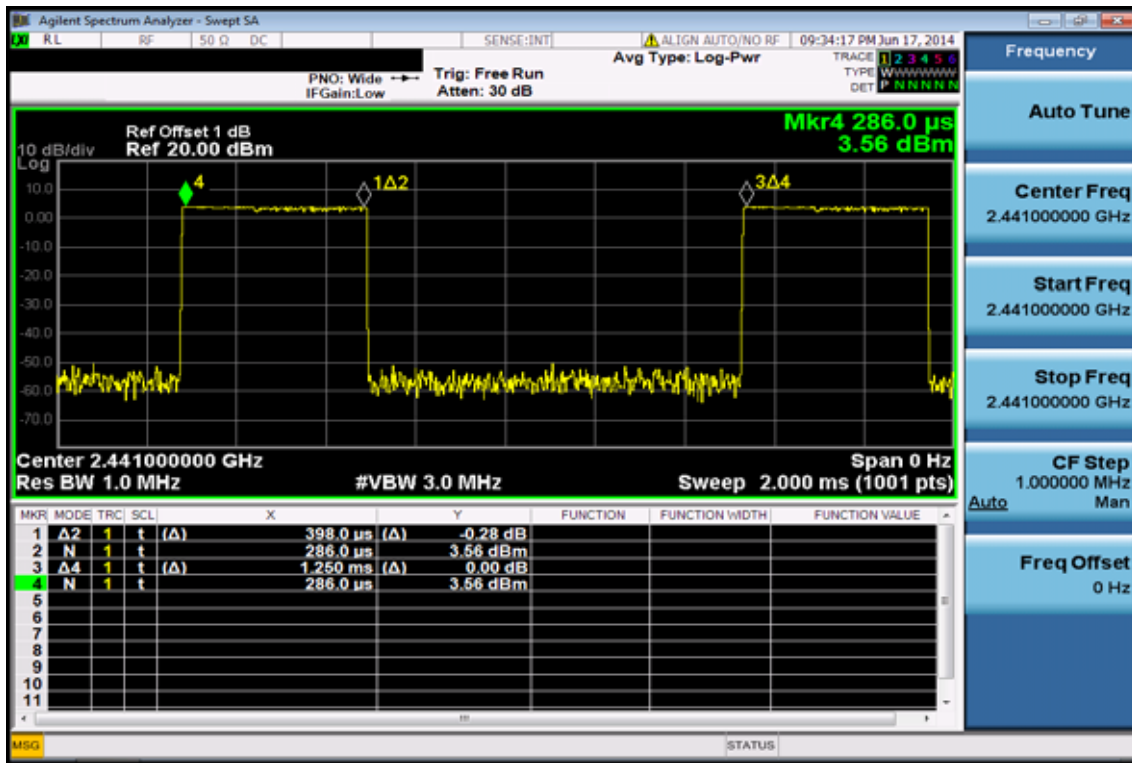 Agilent Spectrum Analyzer - Swept SA
LXI RL RF 50 Ω DC SENSE:INT ALIGN AUTO/NO RF 09:34:17 PM Jun 17, 2014
Frequency
PNO: Wide
IFGain:Low
Trig: Free Run
Atten: 30 dB
Avg Type: Log-Pwr
TRACE 1 2 3 4 5 6
TYPE WWWWWWW
DET P N N N N N
Auto Tune
Mkr4 286.0 µs
3.56 dBm
Ref Offset 1 dB
10 dB/div Ref 20.00 dBm
Log
10.0
0.00
-10.0
-20.0
-30.0
-40.0
-50.0
-60.0
-70.0
4
1Δ2
3Δ4
Center Freq
2.441000000 GHz
Start Freq
2.441000000 GHz
Stop Freq
2.441000000 GHz
Center 2.441000000 GHz Span 0 Hz
Res BW 1.0 MHz #VBW 3.0 MHz Sweep 2.000 ms (1001 pts)
CF Step
1.000000 MHz
Auto Man
MKR MODE TRC SCL X Y FUNCTION FUNCTION WIDTH FUNCTION VALUE
1 Δ2 1 t (Δ) 398.0 µs (Δ) -0.28 dB
2 N 1 t 286.0 µs 3.56 dBm
3 Δ4 1 t (Δ) 1.250 ms (Δ) 0.00 dB
4 N 1 t 286.0 µs 3.56 dBm
5
6
7
8
9
10
11
Freq Offset
0 Hz
MSG STATUS